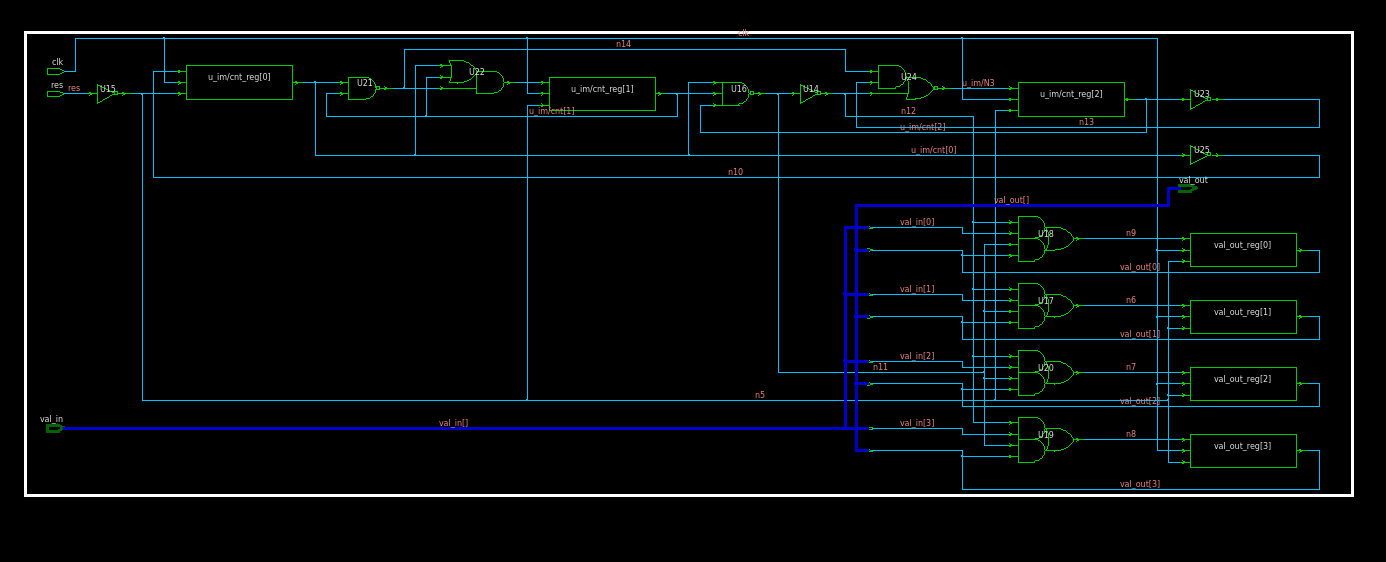 clk
n14
clk
u_im/cnt_reg[0]
U21
U22
U24
res
res
U15
u_im/cnt_reg[1]
U16
U14
u_im/N3
u_im/cnt_reg[2]
U23
u_im/cnt[1]
n12
u_im/cnt[2]
n13
u_im/cnt[0]
U25
n10
val_out
val_out[]
val_in[0]
U18
n9
val_out_reg[0]
val_out[0]
val_in[1]
U17
n6
val_out_reg[1]
val_out[1]
val_in[2]
n11
U20
n7
val_out_reg[2]
n5
val_out[2]
val_in
val_in[]
val_in[3]
U19
n8
val_out_reg[3]
val_out[3]